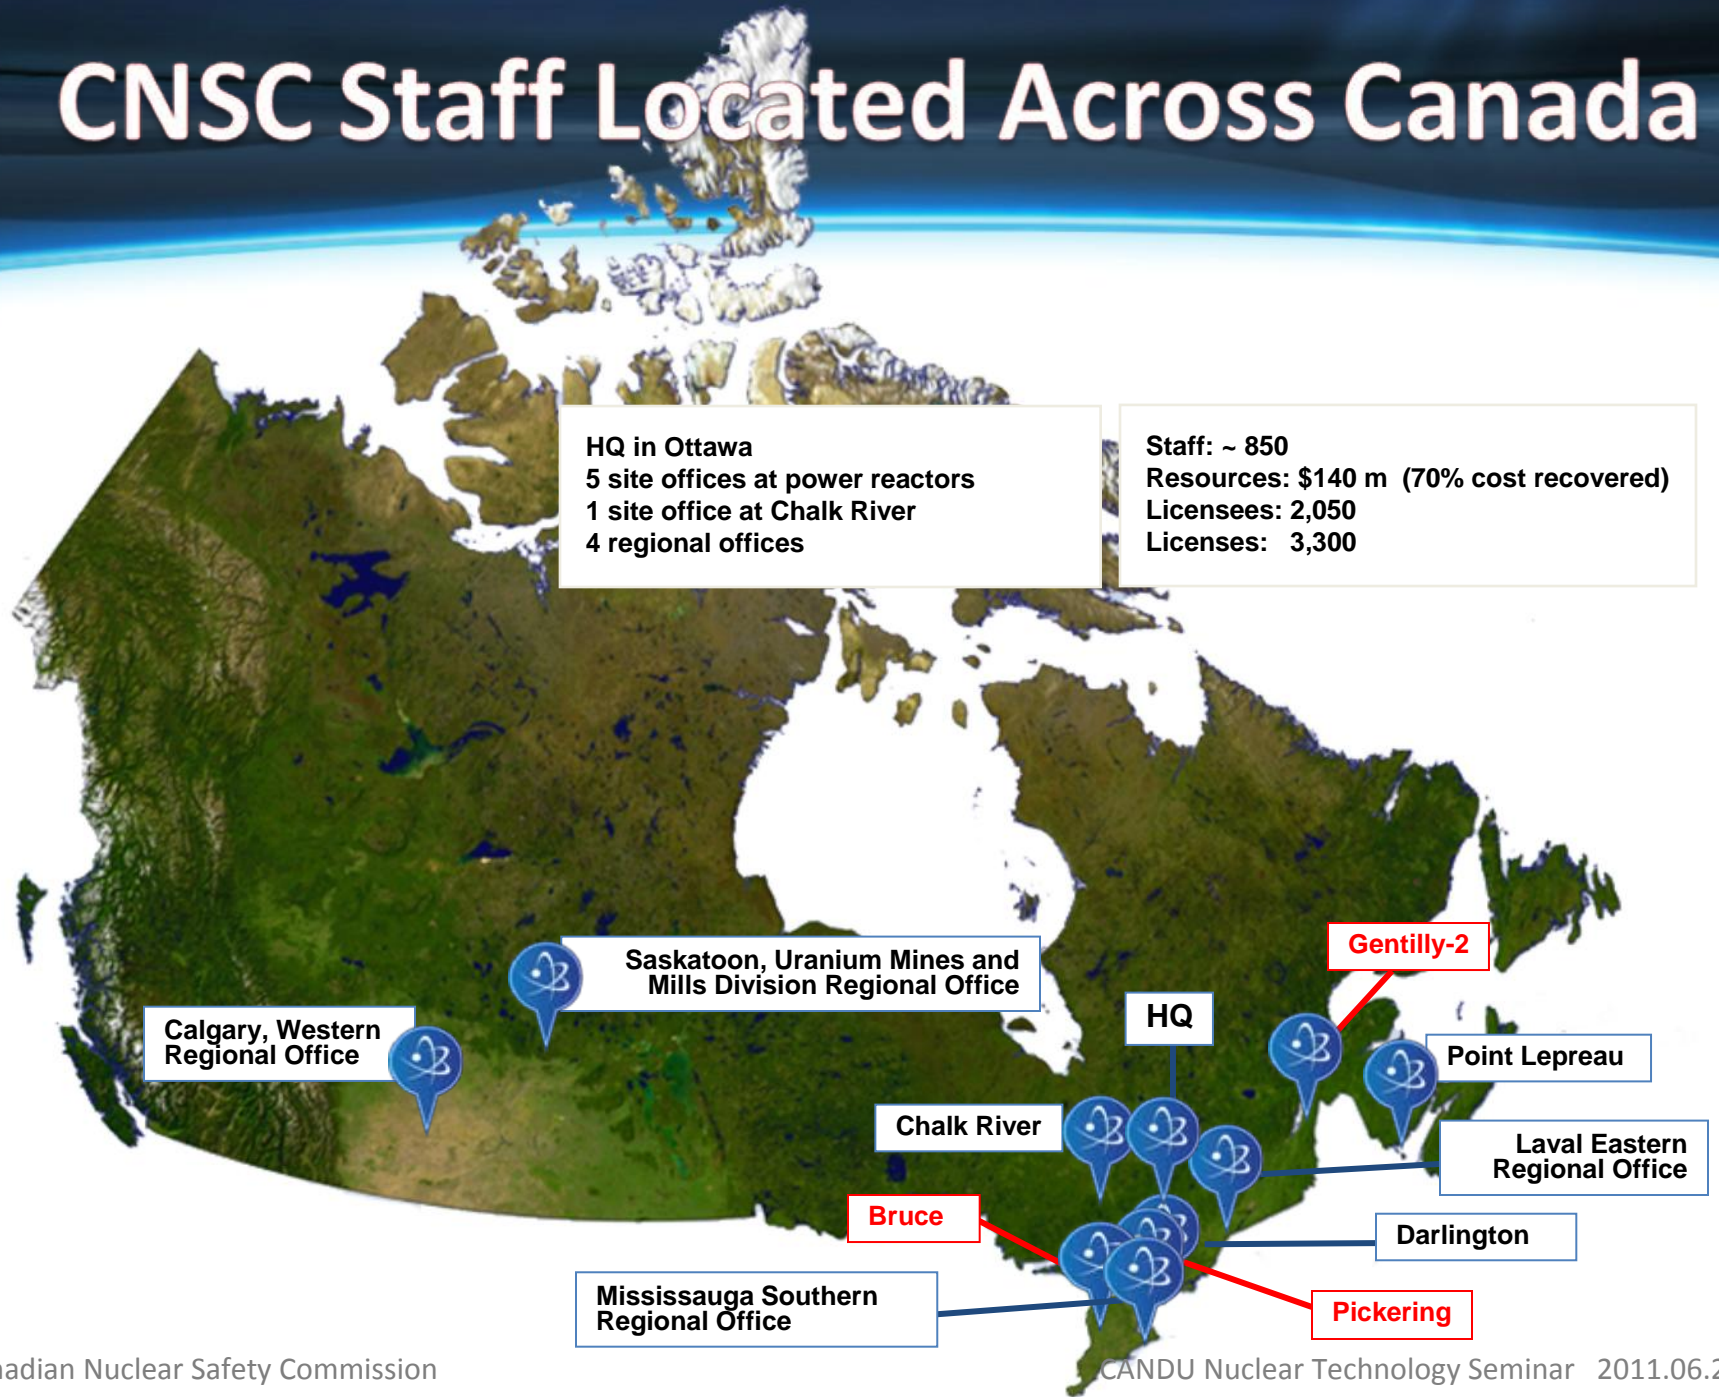 CNSC Staff Located Across Canada
HQ in Ottawa
5 site offices at power reactors
1 site office at Chalk River
4 regional offices
Staff: ~ 850
Resources: $140 m (70% cost recovered)
Licensees: 2,050
Licenses: 3,300
Gentilly-2
Saskatoon, Uranium Mines and
Mills Division Regional Office
HQ
Calgary, Western
Regional Office
Point Lepreau
Chalk River
Laval Eastern
Regional Office
Bruce
Darlington
Mississauga Southern
Regional Office
Pickering
nadian Nuclear Safety Commission
CANDU Nuclear Technology Seminar 2011.06.2